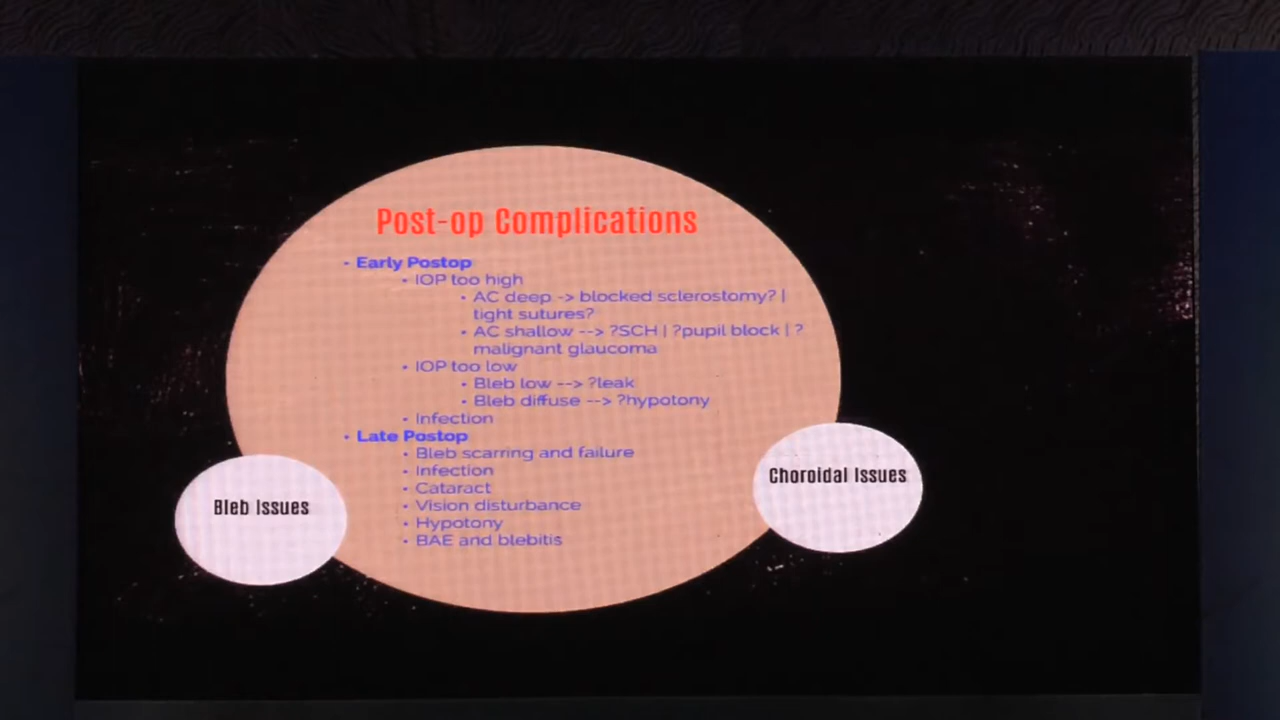 Post-op Complications
• Early Postop
• IOP too high
• AC deep -> blocked sclerostomy? |
tight sutures?
• AC shallow --> ?SCH | ?pupil block | ?
malignant glaucoma
• IOP too low
• Bleb low --> ?leak
• Bleb diffuse --> ?hypotony
• Infection
• Late Postop
• Bleb scarring and failure
• Infection
• Cataract
• Vision disturbance
• Hypotony
• BAE and blebitis
Bleb Issues
Choroidal Issues